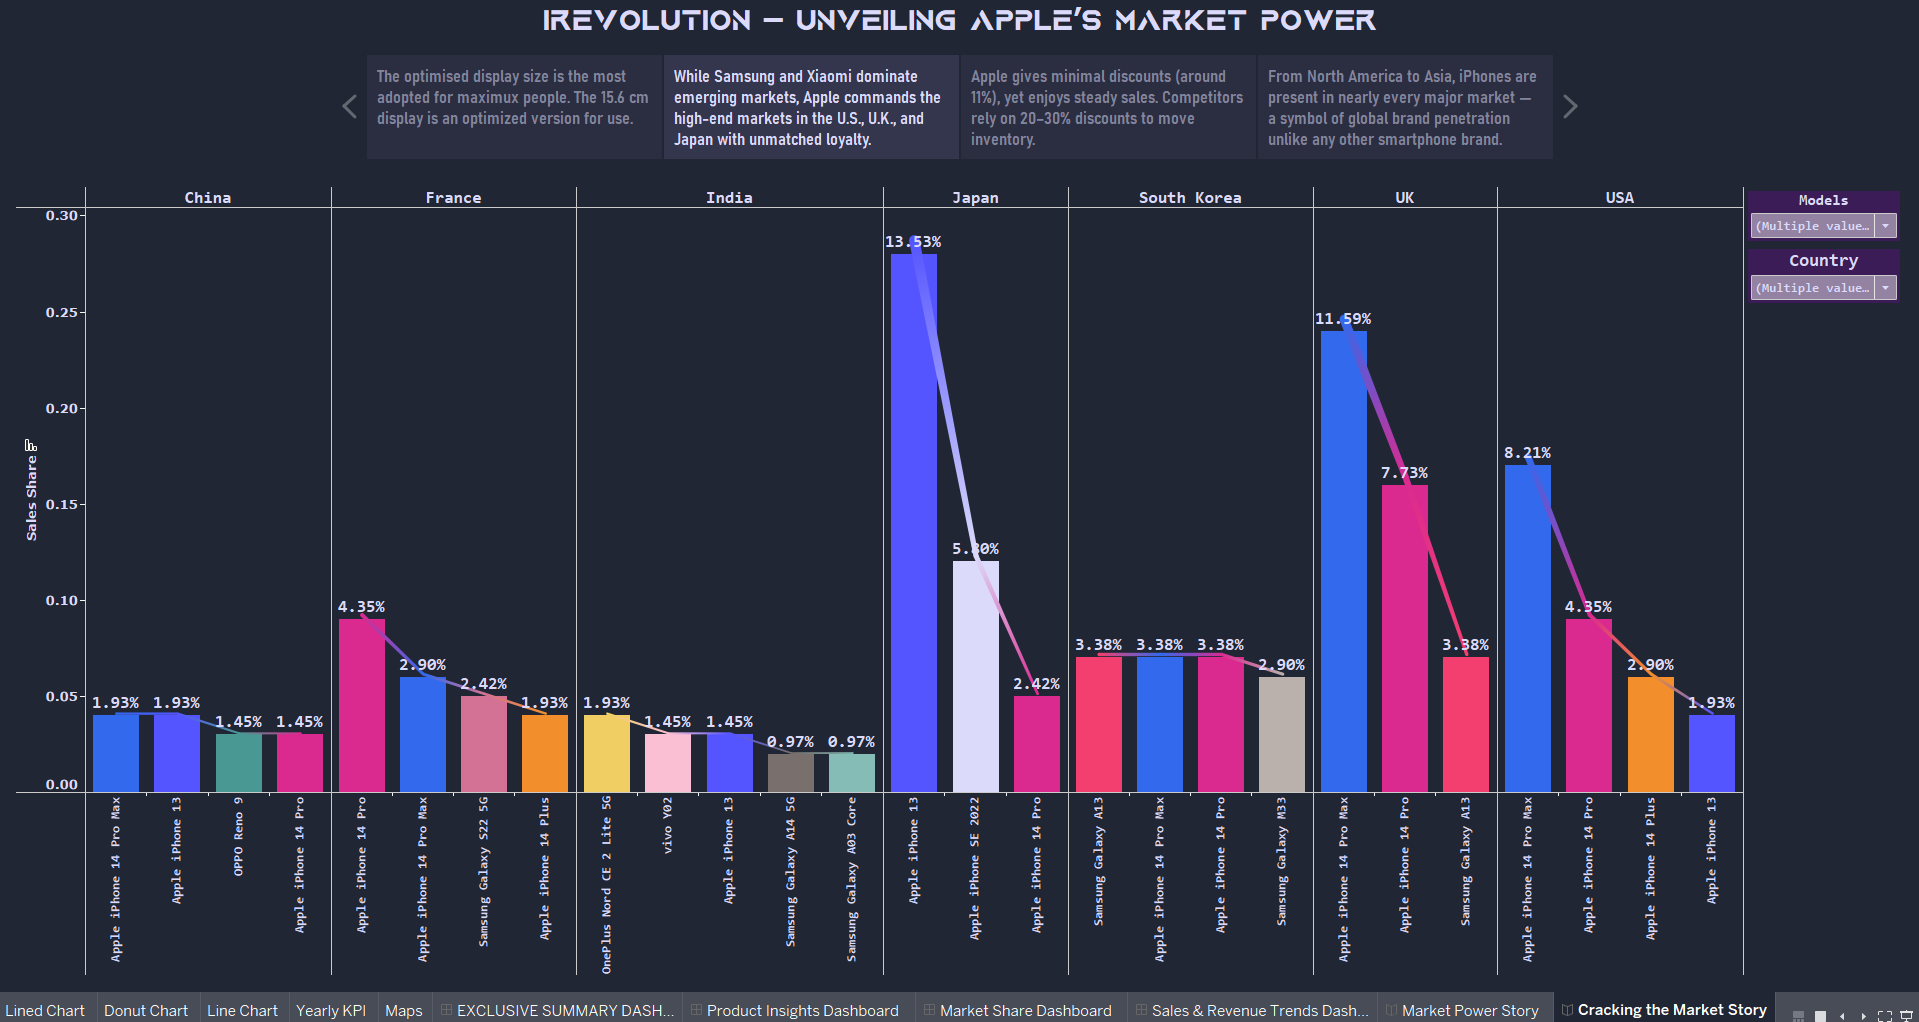 IREVOLUTION – UNVEILING APPLE'S MARKET POWER
The optimised display size is the most
adopted for maximux people. The 15.6 cm
display is an optimized version for use.
While Samsung and Xiaomi dominate
emerging markets, Apple commands the
high-end markets in the U.S., U.K., and
Japan with unmatched loyalty.
Apple gives minimal discounts (around
11%), yet enjoys steady sales. Competitors
rely on 20–30% discounts to move
inventory.
From North America to Asia, iPhones are
present in nearly every major market —
a symbol of global brand penetration
unlike any other smartphone brand.
China France India Japan South Korea UK USA
Models
(Multiple value...
Country
(Multiple value...
Sales Share
0.30
0.25
0.20
0.15
0.10
0.05
0.00
1.93% 1.93% 1.45% 1.45%
4.35% 2.90% 2.42% 1.93%
1.93% 1.45% 1.45% 0.97% 0.97%
13.53% 5.80% 2.42%
3.38% 3.38% 3.38% 2.90%
11.59% 7.73% 3.38%
8.21% 4.35% 2.90% 1.93%
Apple iPhone 14 Pro Max
Apple iPhone 13
OPPO Reno 9
Apple iPhone 14 Pro
Apple iPhone 14 Pro
Apple iPhone 14 Pro Max
Samsung Galaxy S22 5G
Apple iPhone 14 Plus
OnePlus Nord CE 2 Lite 5G
vivo Y02
Apple iPhone 13
Samsung Galaxy A14 5G
Samsung Galaxy A03 Core
Apple iPhone 13
Apple iPhone SE 2022
Apple iPhone 14 Pro
Samsung Galaxy A13
Apple iPhone 14 Pro Max
Apple iPhone 14 Pro
Samsung Galaxy M33
Apple iPhone 14 Pro Max
Apple iPhone 14 Pro
Samsung Galaxy A13
Apple iPhone 14 Pro Max
Apple iPhone 14 Pro
Apple iPhone 14 Plus
Apple iPhone 13
Lined Chart Donut Chart Line Chart Yearly KPI Maps EXCLUSIVE SUMMARY DASH... Product Insights Dashboard Market Share Dashboard Sales & Revenue Trends Dash... Market Power Story Cracking the Market Story